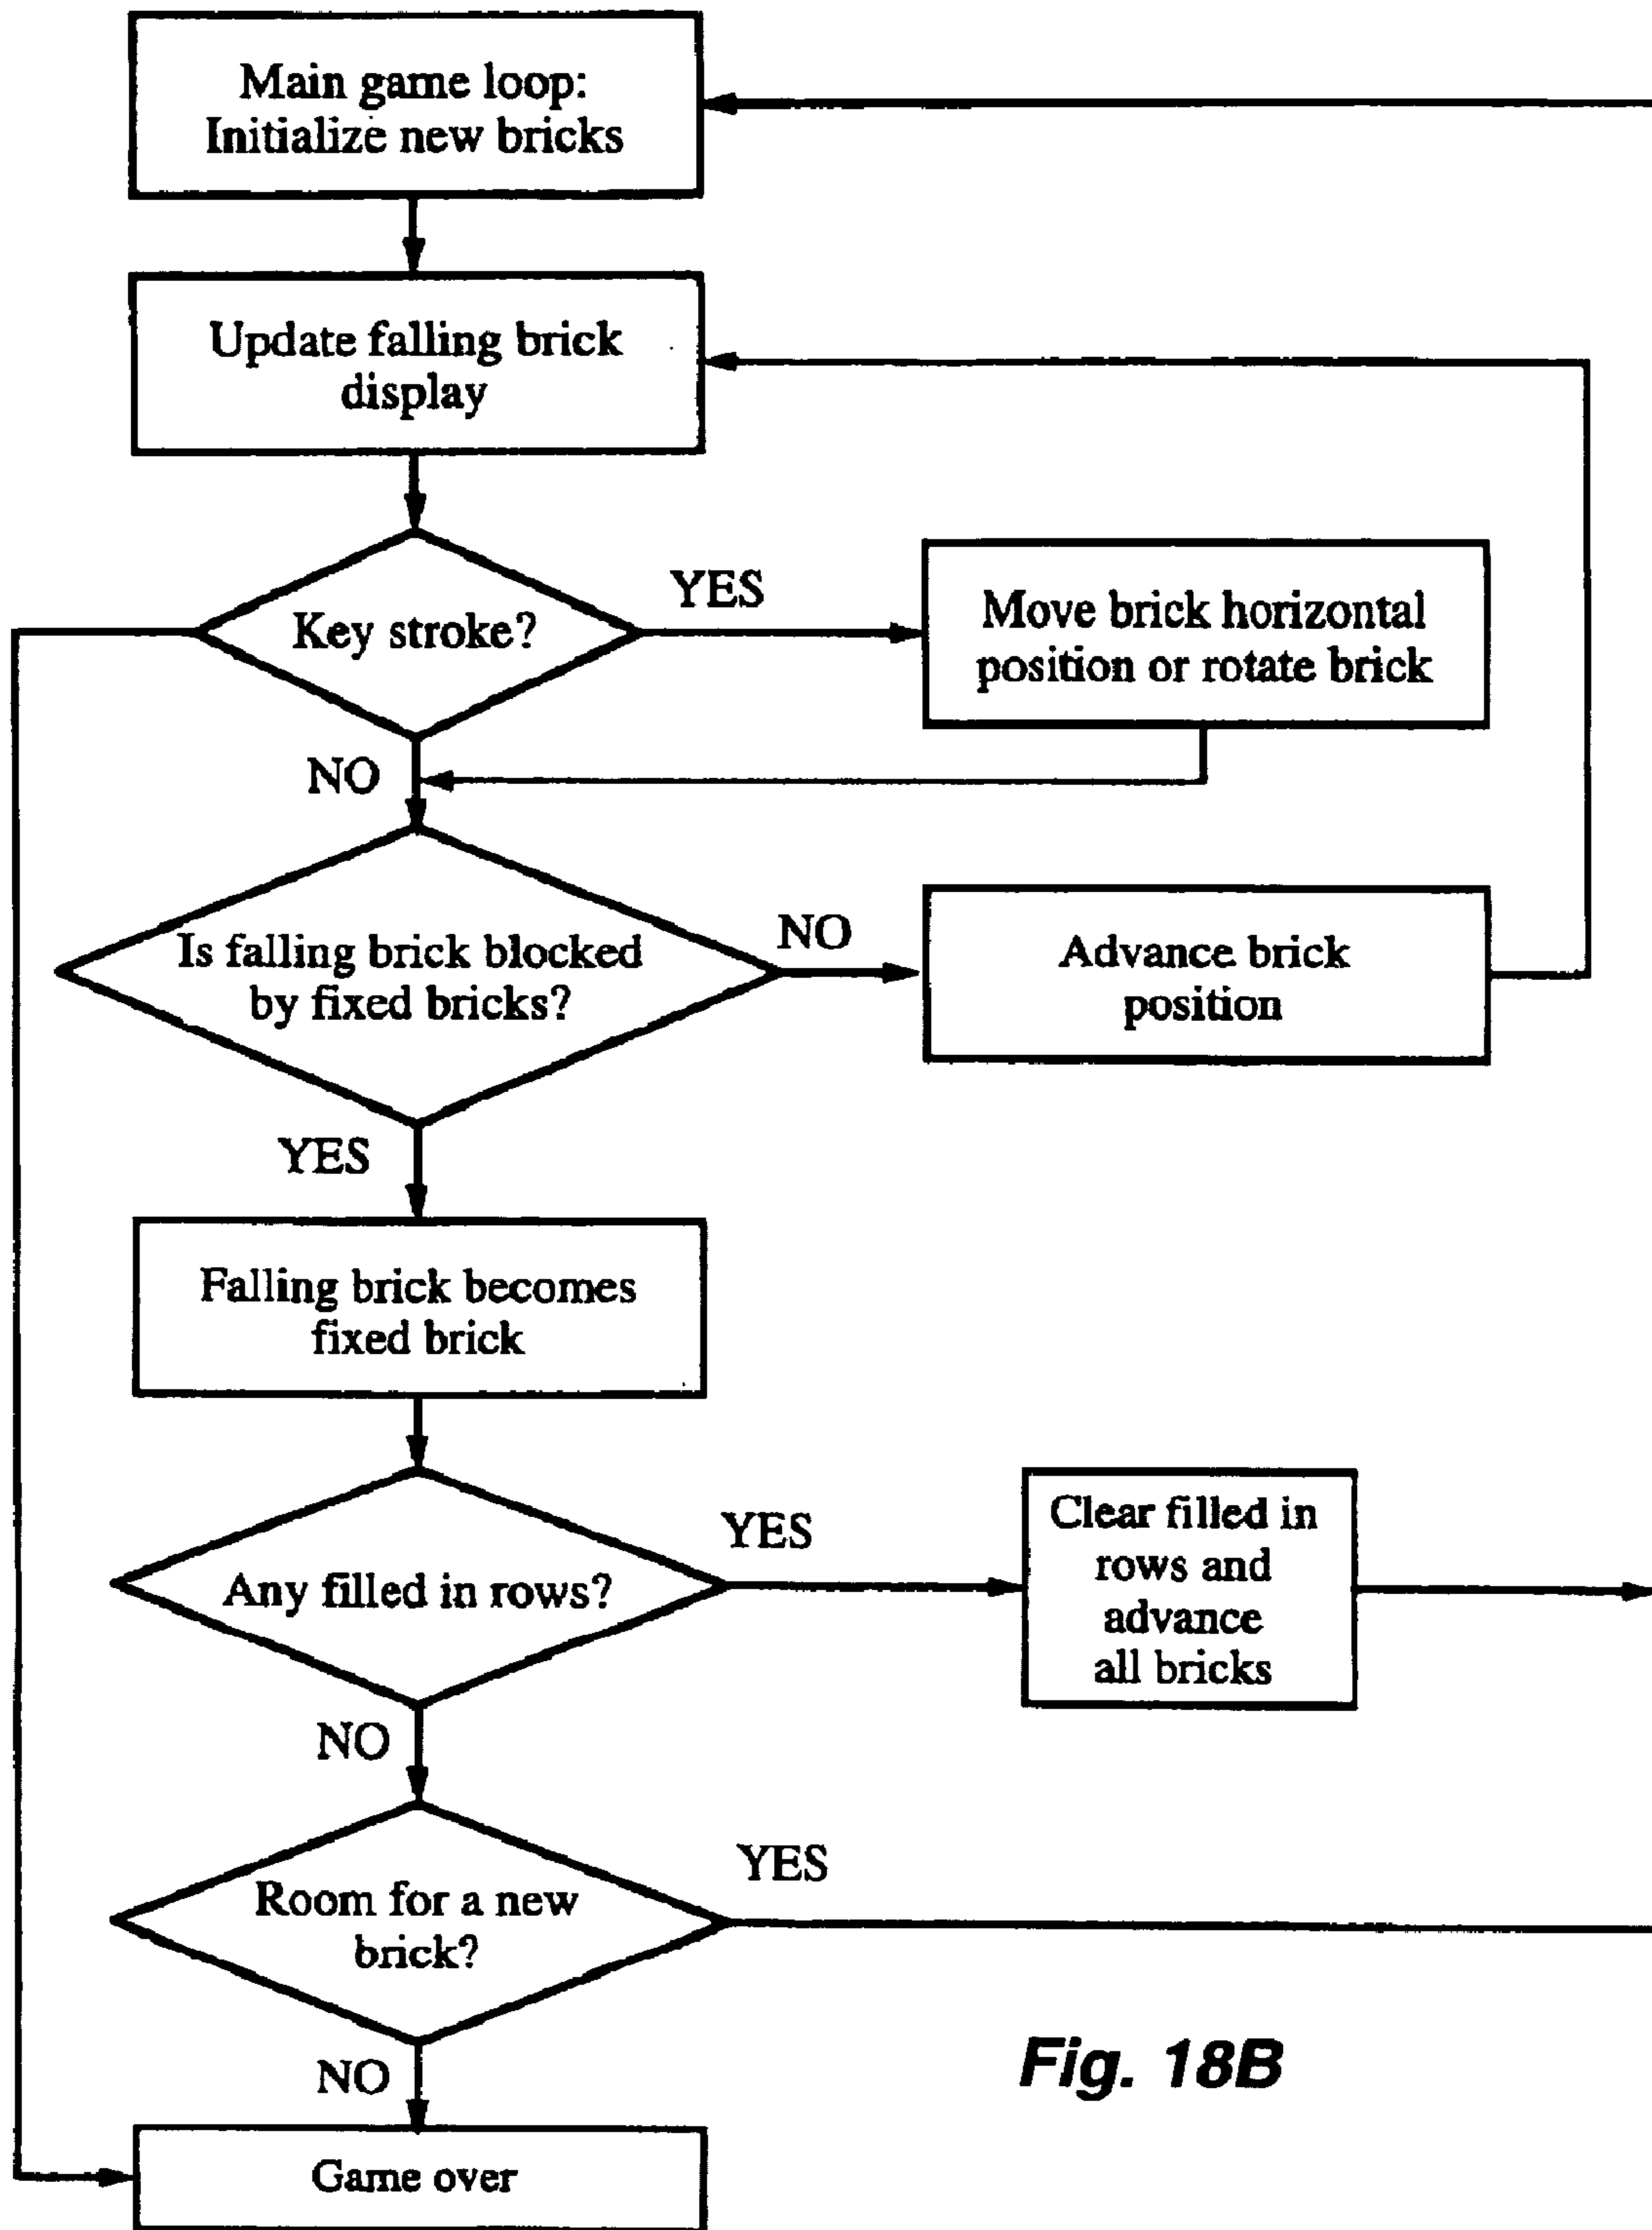 Main game loop:
Initialize new bricks
Update falling brick
display
Key stroke?
YES
Move brick horizontal
position or rotate brick
NO
Is falling brick blocked
by fixed bricks?
NO
Advance brick
position
YES
Falling brick becomes
fixed brick
Any filled in rows?
YES
Clear filled in
rows and
advance
all bricks
NO
Room for a new
brick?
YES
NO
Game over
Fig. 18B